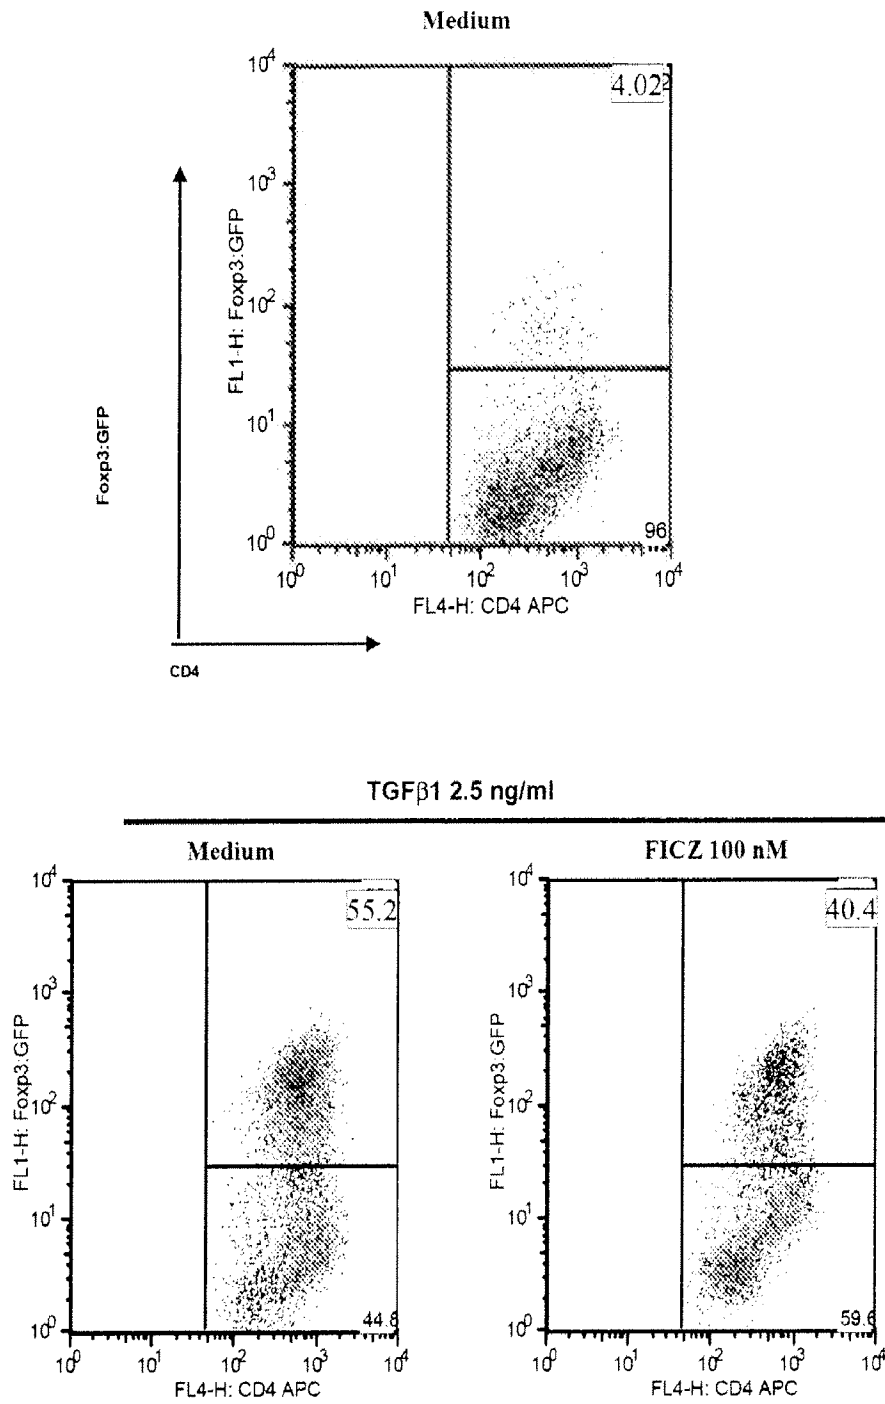 Medium
10^4
4.02
10^3
10^2
10^1
10^0
FL1-H: Foxp3:GFP
Foxp3:GFP
96
10^0 10^1 10^2 10^3 10^4
FL4-H: CD4 APC
CD4
TGFβ1 2.5 ng/ml
Medium
10^4
55.2
10^3
10^2
10^1
10^0
FL1-H: Foxp3:GFP
44.8
10^0 10^1 10^2 10^3 10^4
FL4-H: CD4 APC
FICZ 100 nM
10^4
40.4
10^3
10^2
10^1
10^0
FL1-H: Foxp3:GFP
59.6
10^0 10^1 10^2 10^3 10^4
FL4-H: CD4 APC